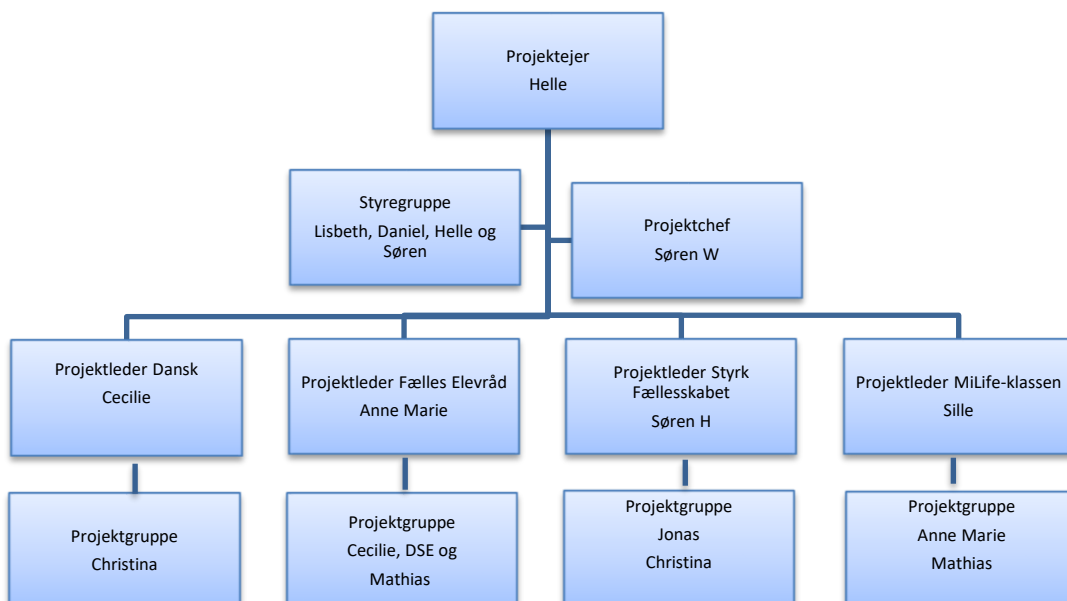 Projektejer
Helle
Styregruppe
Lisbeth, Daniel, Helle og
Søren
Projektchef
Søren W
Projektleder Dansk
Cecilie
Projektleder Fælles Elevråd
Anne Marie
Projektleder Styrk
Fællesskabet
Søren H
Projektleder MiLife-klassen
Sille
Projektgruppe
Christina
Projektgruppe
Cecilie, DSE og
Mathias
Projektgruppe
Jonas
Christina
Projektgruppe
Anne Marie
Mathias